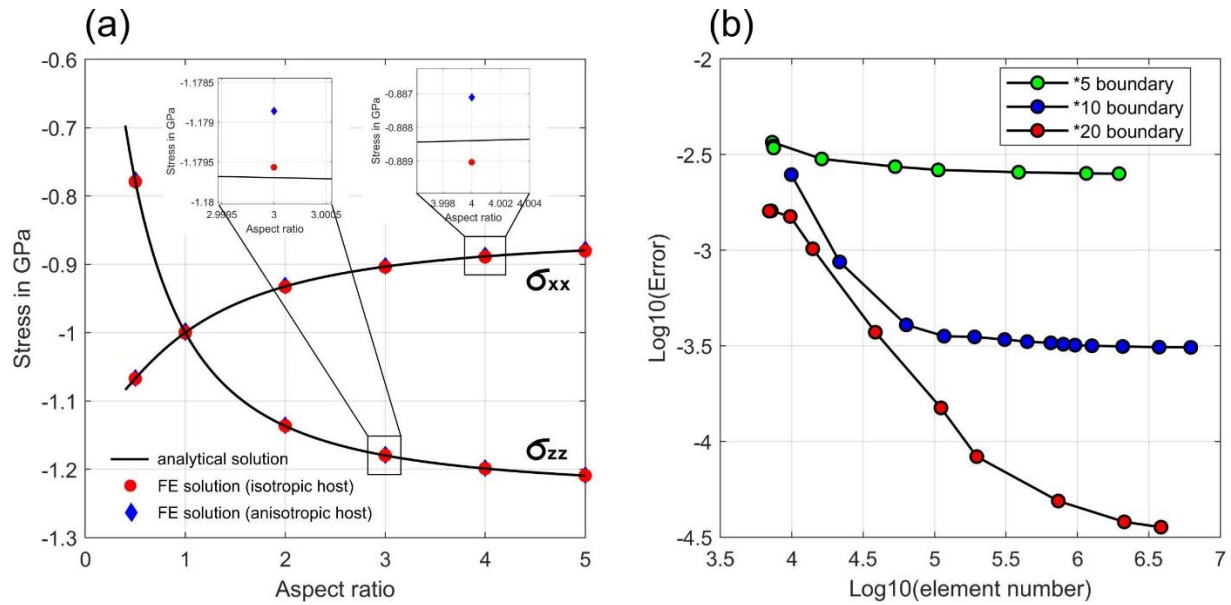 (a)
-0.6
-0.7
-0.8
-0.9
-1
-1.1
-1.2
-1.3
Stress in GPa
0 1 2 3 4 5
Aspect ratio
-1.1785
-1.179
-1.1795
-1.18
Stress in GPa
2.9995 3 3.0005
Aspect ratio
-0.887
-0.888
-0.889
Stress in GPa
3.998 4 4.002 4.004
Aspect ratio
σxx
σzz
analytical solution
FE solution (isotropic host)
FE solution (anisotropic host)
(b)
-2
-2.5
-3
-3.5
-4
-4.5
Log10(Error)
3.5 4 4.5 5 5.5 6 6.5 7
Log10(element number)
*5 boundary
*10 boundary
*20 boundary